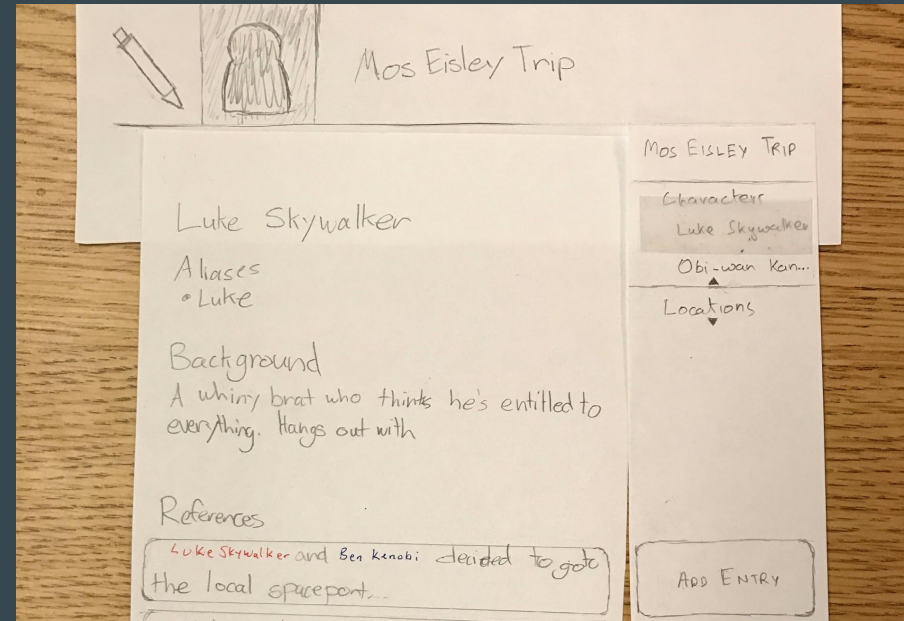 Mos Eisley Trip
Luke Skywalker
Aliases
• Luke
Background
A whiny brat who thinks he's entitled to
everything. Hangs out with
References
Luke Skywalker and Ben Kenobi decided to goto
the local spaceport...
MOS EISLEY TRIP
Characters
Luke Skywalker
Obi-wan Kan...
Locations
ADD ENTRY